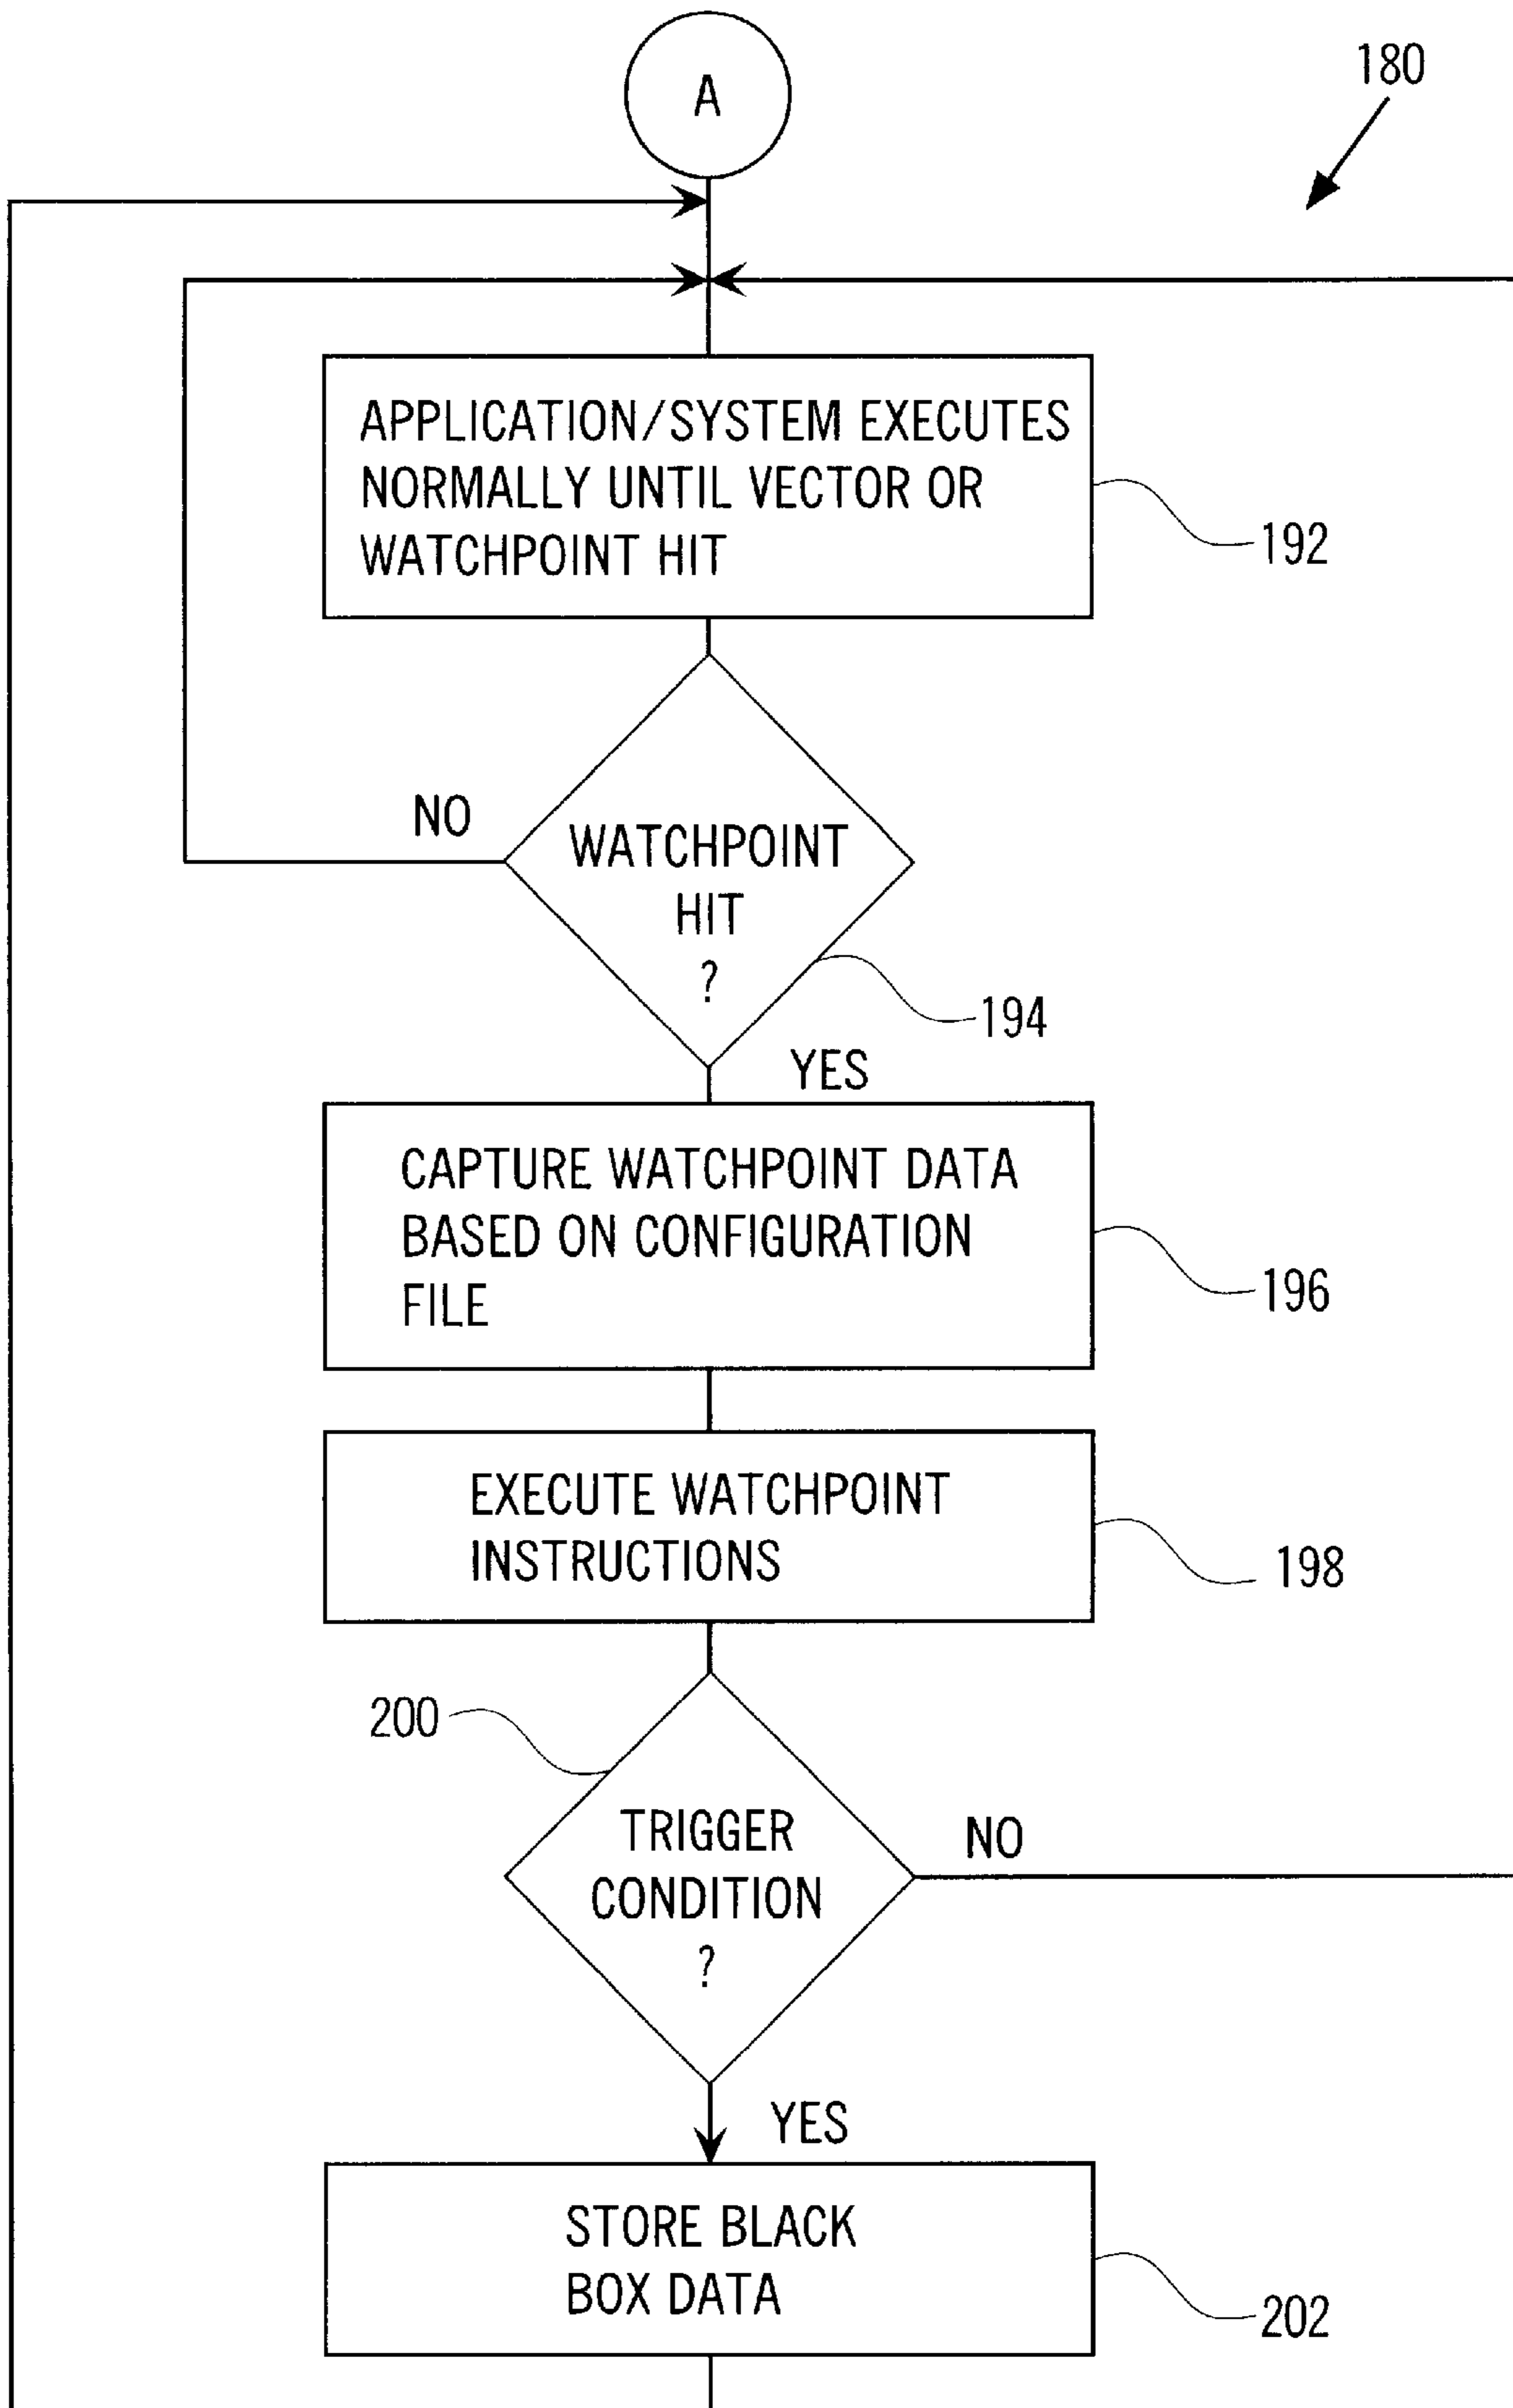 A
180
APPLICATION/SYSTEM EXECUTES
NORMALLY UNTIL VECTOR OR
WATCHPOINT HIT
192
NO
WATCHPOINT
HIT
?
194
YES
CAPTURE WATCHPOINT DATA
BASED ON CONFIGURATION
FILE
196
EXECUTE WATCHPOINT
INSTRUCTIONS
198
200
TRIGGER
CONDITION
?
NO
YES
STORE BLACK
BOX DATA
202